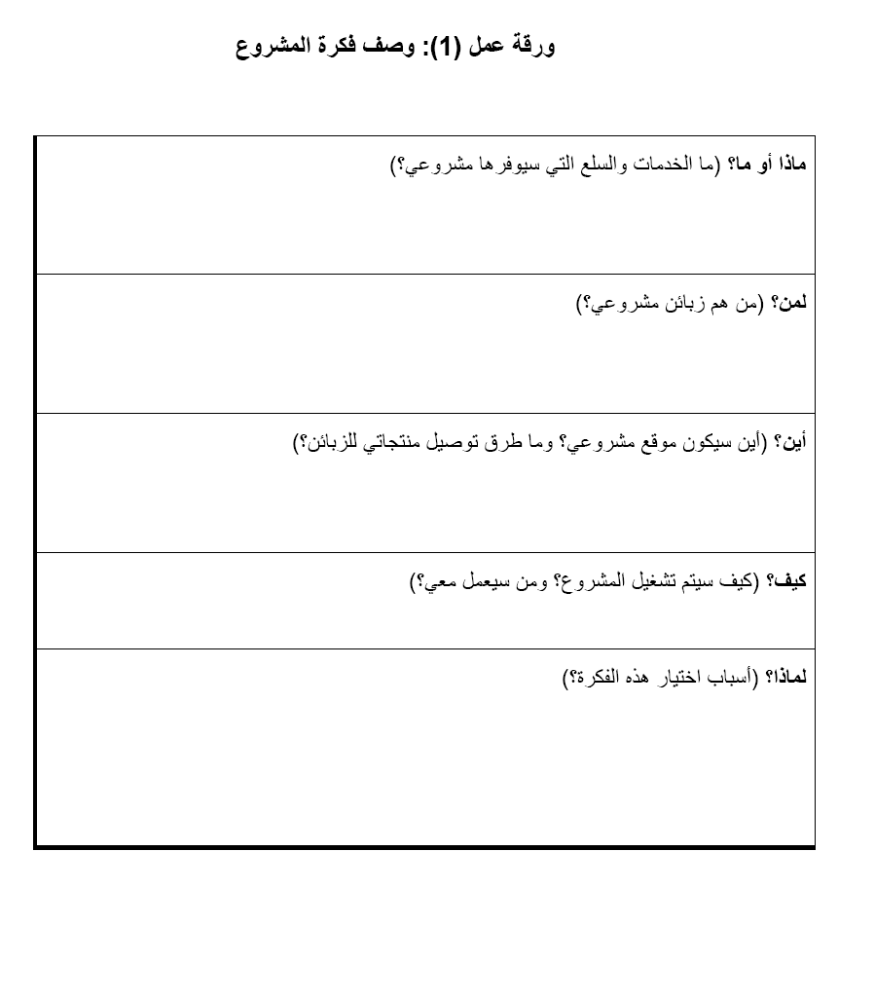 ورقة عمل (1): وصف فكرة المشروع
ماذا أو ما؟ (ما الخدمات والسلع التي سيوفرها مشروعي؟)
لمن؟ (من هم زبائن مشروعي؟)
أين؟ (أين سيكون موقع مشروعي؟ وما طرق توصيل منتجاتي للزبائن؟)
كيف؟ (كيف سيتم تشغيل المشروع؟ ومن سيعمل معي؟)
لماذا؟ (أسباب اختيار هذه الفكرة؟)